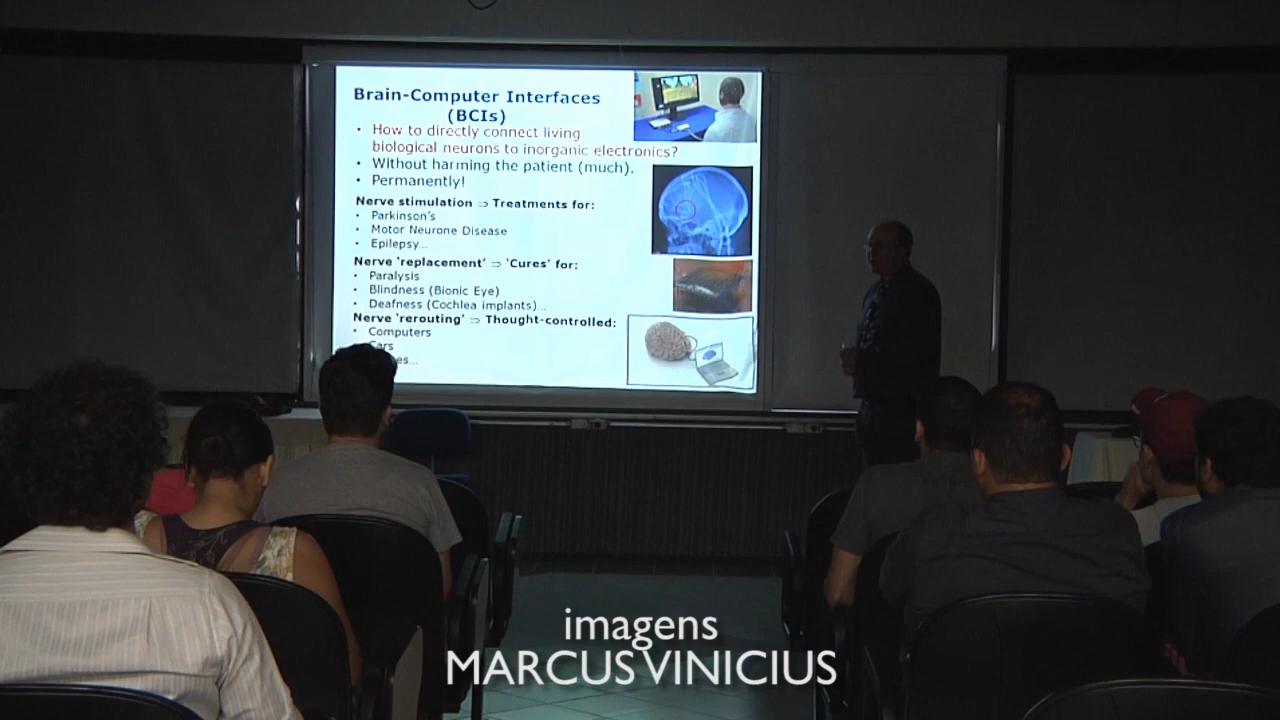 Brain-Computer Interfaces
(BCIs)
• How to directly connect living
biological neurons to inorganic electronics?
• Without harming the patient (much).
• Permanently!
Nerve stimulation ⇒ Treatments for:
• Parkinson's
• Motor Neurone Disease
• Epilepsy...
Nerve 'replacement' ⇒ 'Cures' for:
• Paralysis
• Blindness (Bionic Eye)
• Deafness (Cochlea implants)...
Nerve 'rerouting' ⇒ Thought-controlled:
• Computers
Cars
imagens
MARCUS VINICIUS